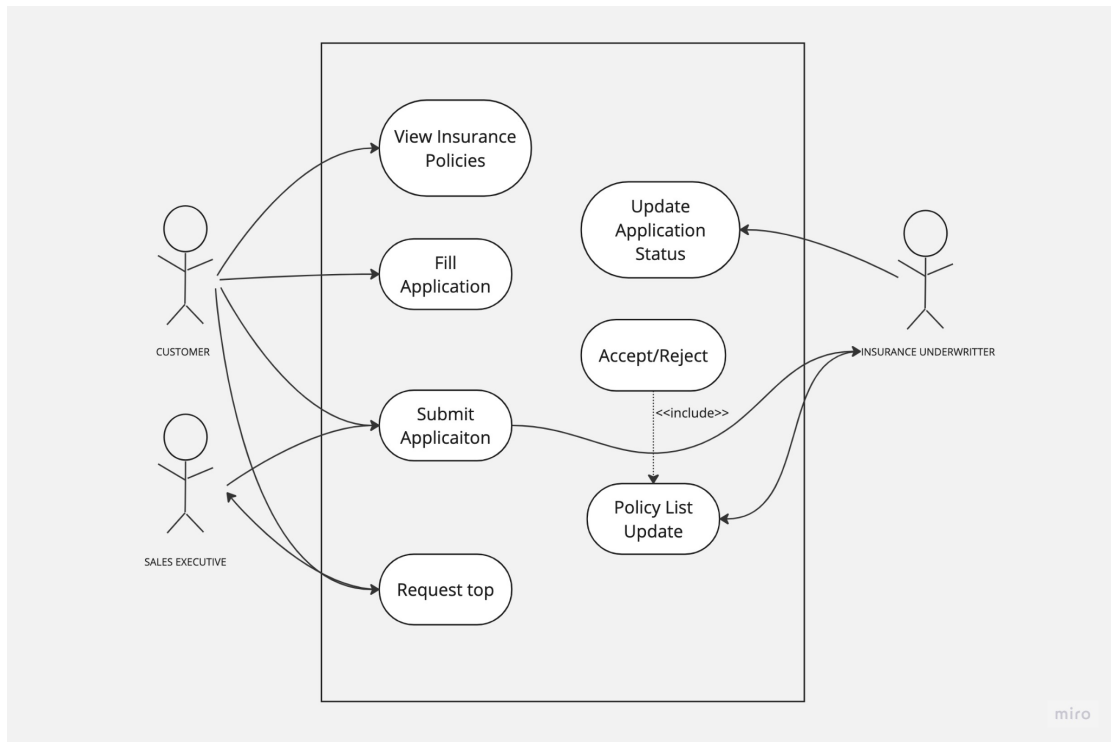 View Insurance
Policies
Update
Application
Status
Fill
Application
Accept/Reject
CUSTOMER
INSURANCE UNDERWRITTER
<<include>>
Submit
Applicaiton
Policy List
Update
SALES EXECUTIVE
Request top
miro